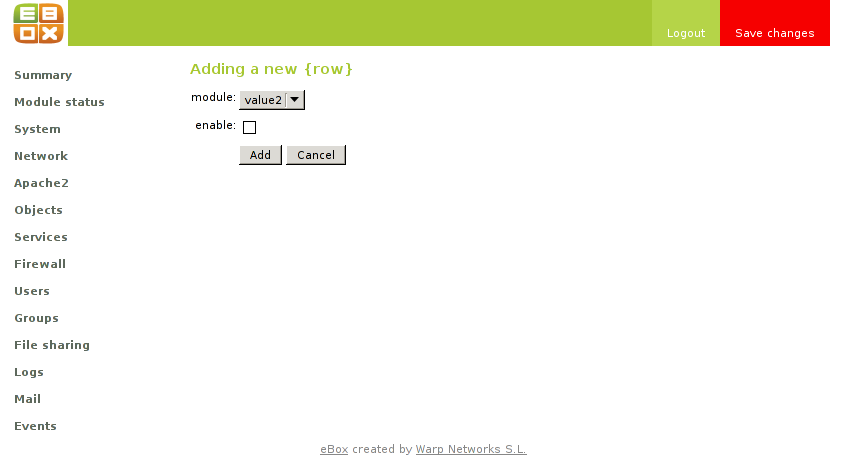 EBOX
Logout
Save changes
Summary
Module status
System
Network
Apache2
Objects
Services
Firewall
Users
Groups
File sharing
Logs
Mail
Events
Adding a new {row}
module: value2
enable:
Add Cancel
eBox created by Warp Networks S.L.